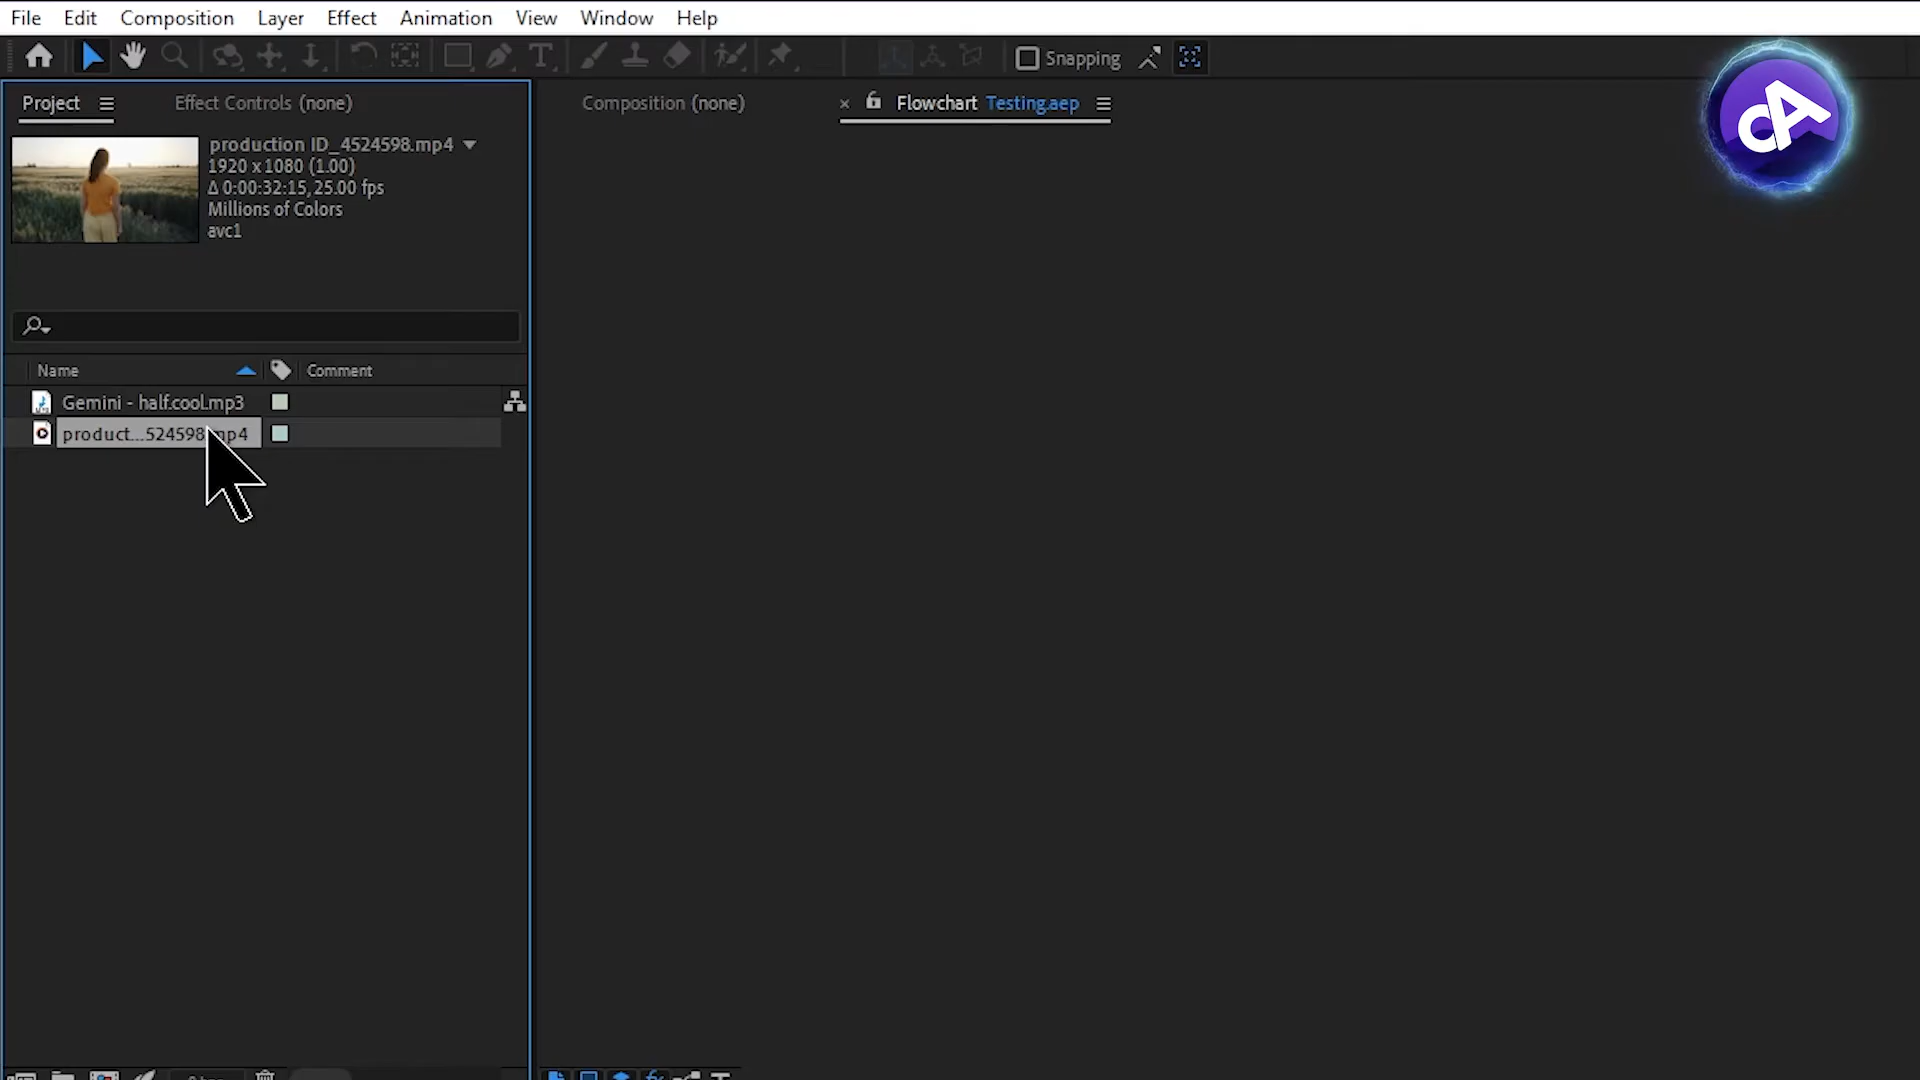 File Edit Composition Layer Effect Animation View Window Help
Snapping
Project Effect Controls (none) Composition (none) × Flowchart Testing.aep
production ID_4524598.mp4
1920 x 1080 (1.00)
Δ 0:00:32:15, 25.00 fps
Millions of Colors
avc1
Name Comment
Gemini - half.cool.mp3
product...524598.mp4